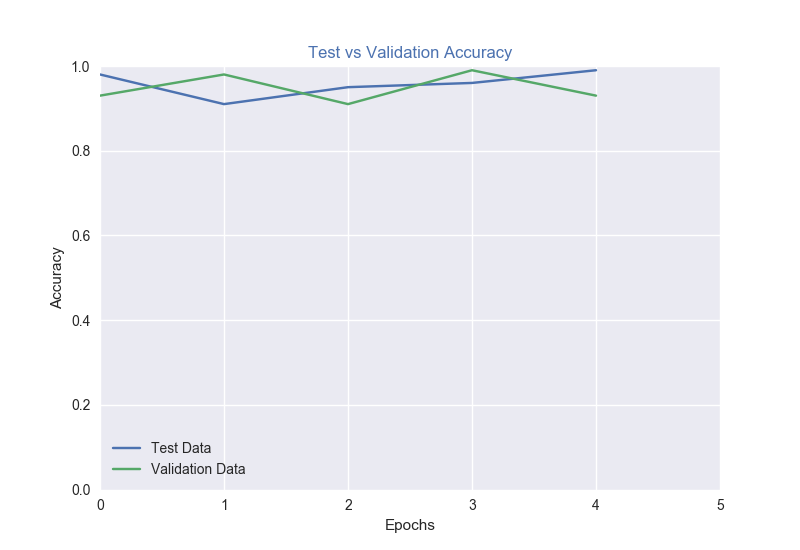 Test vs Validation Accuracy
1.0
0.8
0.6
0.4
0.2
0.0
Accuracy
Test Data
Validation Data
0 1 2 3 4 5
Epochs